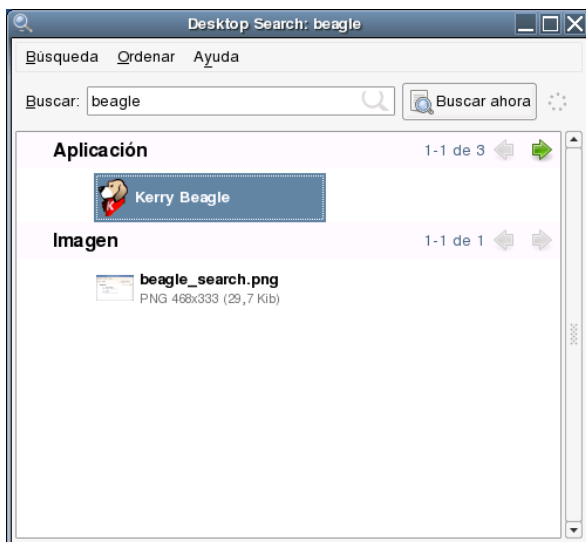 Desktop Search: beagle
Búsqueda Ordenar Ayuda
Buscar: beagle Buscar ahora
Aplicación 1-1 de 3
K
Kerry Beagle
Imagen 1-1 de 1
beagle_search.png
PNG 468x333 (29,7 Kib)